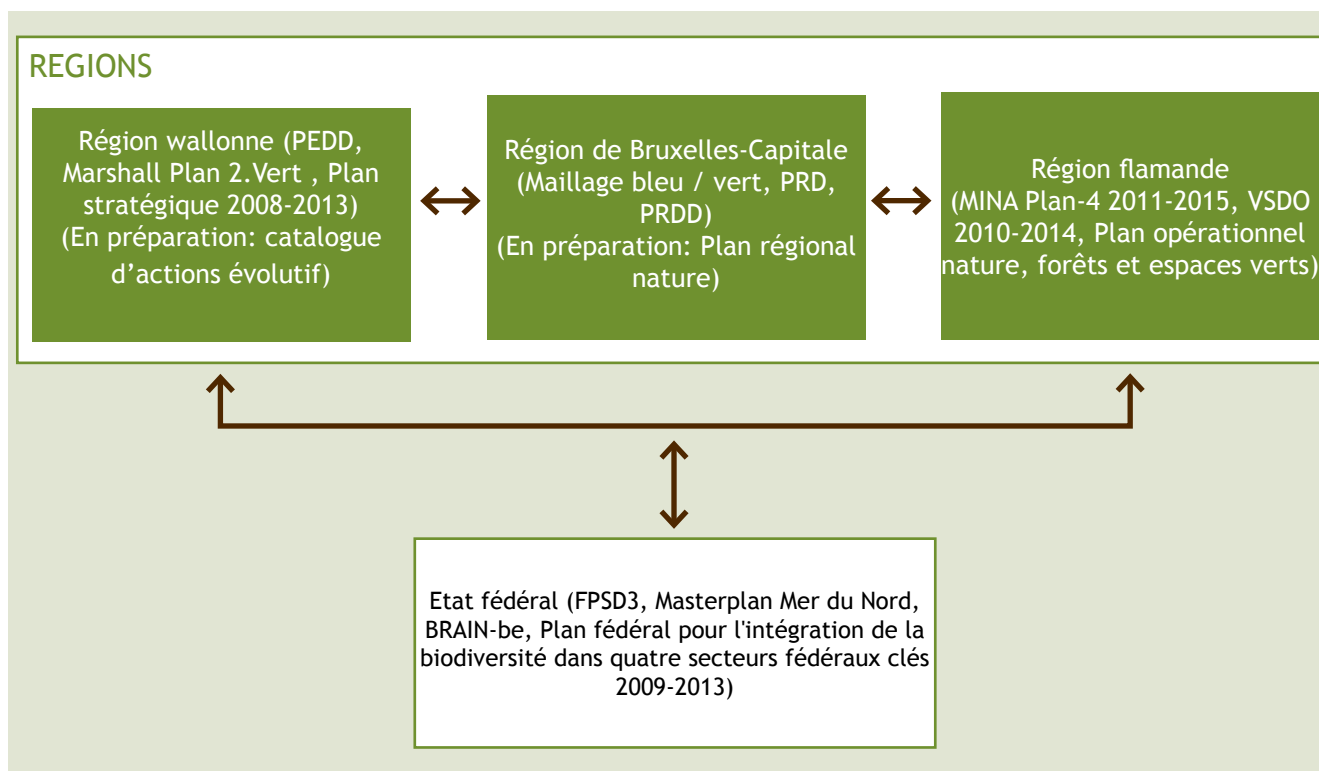 REGIONS
Région wallonne (PEDD,
Marshall Plan 2.Vert , Plan
stratégique 2008-2013)
(En préparation: catalogue
d’actions évolutif)
Région de Bruxelles-Capitale
(Maillage bleu / vert, PRD,
PRDD)
(En préparation: Plan régional
nature)
Région flamande
(MINA Plan-4 2011-2015, VSDO
2010-2014, Plan opérationnel
nature, forêts et espaces verts)
Etat fédéral (FPSD3, Masterplan Mer du Nord,
BRAIN-be, Plan fédéral pour l'intégration de la
biodiversité dans quatre secteurs fédéraux clés
2009-2013)